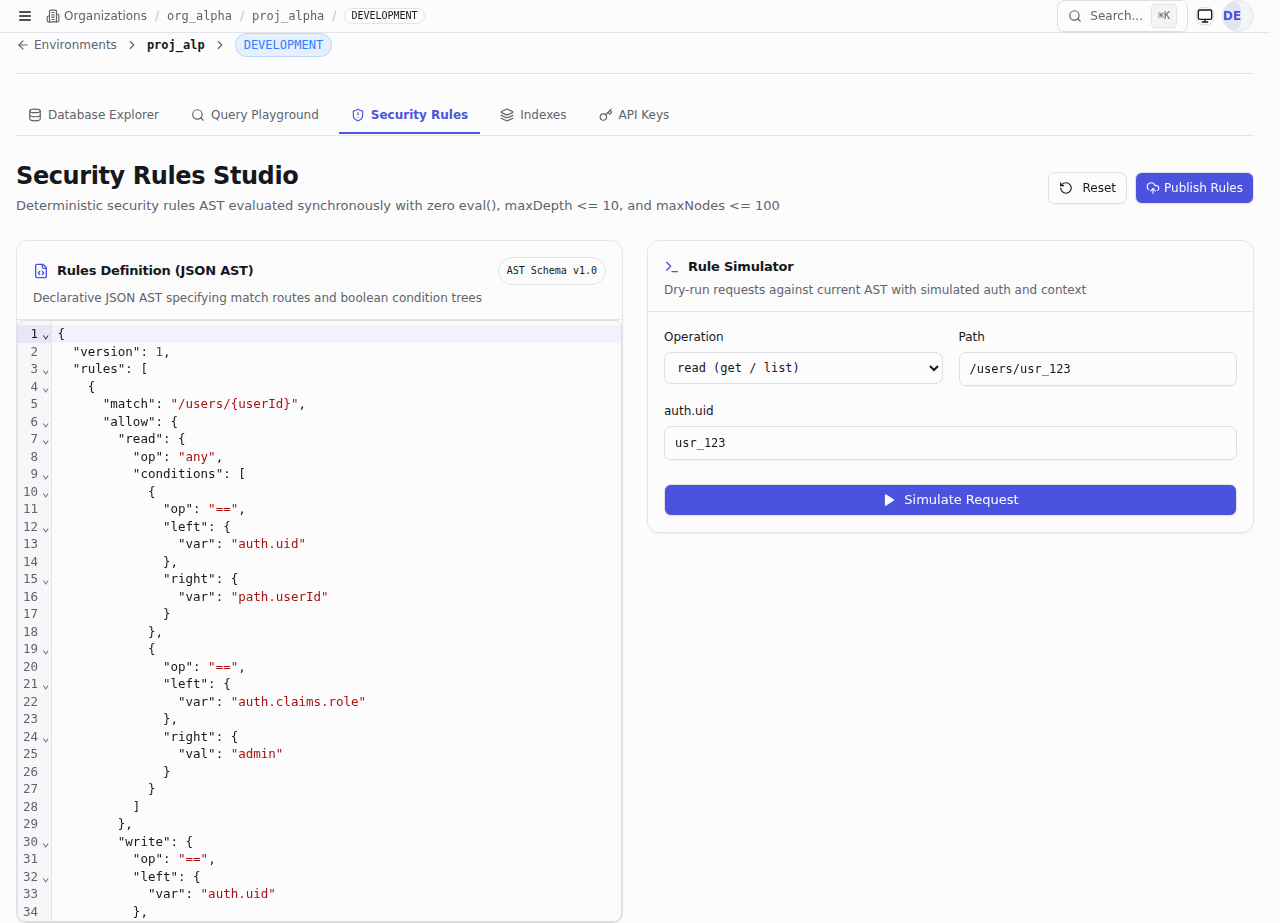 Organizations / org_alpha / proj_alpha / DEVELOPMENT Search... ⌘K DE
Environments proj_alp DEVELOPMENT
Database Explorer Query Playground Security Rules Indexes API Keys
Security Rules Studio
Deterministic security rules AST evaluated synchronously with zero eval(), maxDepth <= 10, and maxNodes <= 100
Reset Publish Rules
Rules Definition (JSON AST) AST Schema v1.0
Declarative JSON AST specifying match routes and boolean condition trees
1 {
2 "version": 1,
3 "rules": [
4 {
5 "match": "/users/{userId}",
6 "allow": {
7 "read": {
8 "op": "any",
9 "conditions": [
10 {
11 "op": "==",
12 "left": {
13 "var": "auth.uid"
14 },
15 "right": {
16 "var": "path.userId"
17 }
18 },
19 {
20 "op": "==",
21 "left": {
22 "var": "auth.claims.role"
23 },
24 "right": {
25 "val": "admin"
26 }
27 }
28 ]
29 },
30 "write": {
31 "op": "==",
32 "left": {
33 "var": "auth.uid"
34 },
Rule Simulator
Dry-run requests against current AST with simulated auth and context
Operation Path
read (get / list) /users/usr_123
auth.uid
usr_123
Simulate Request